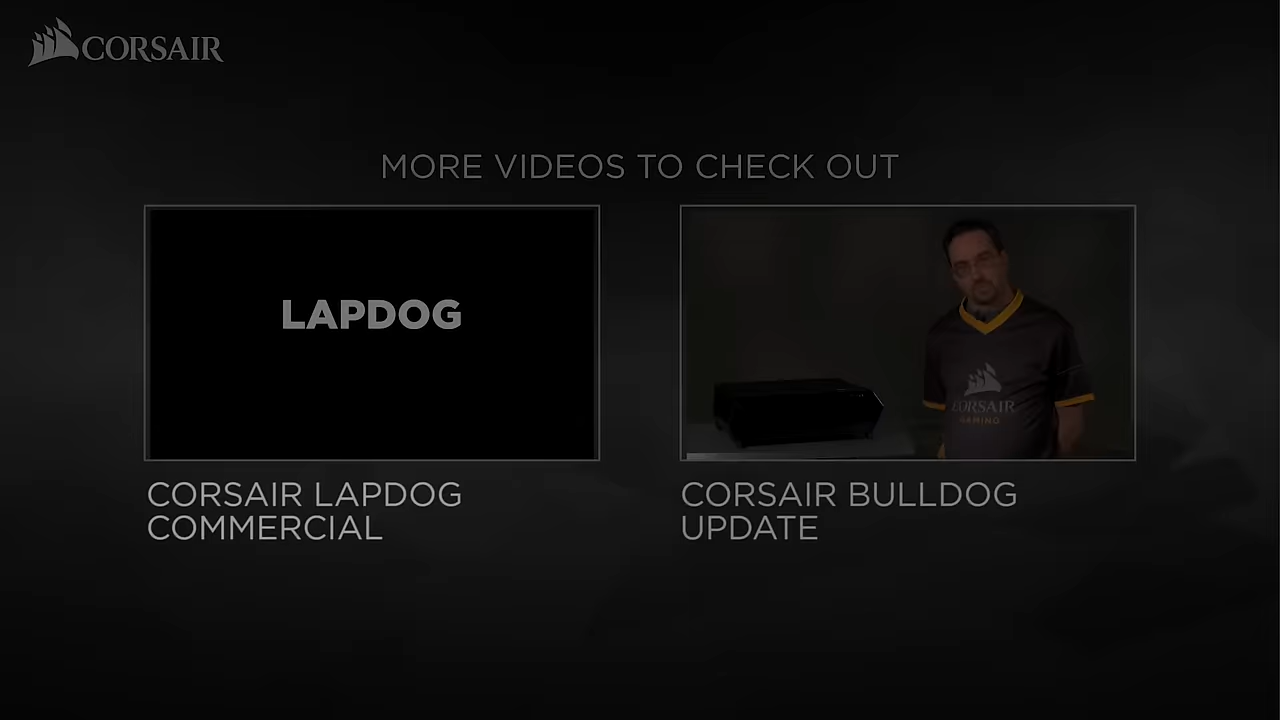 CORSAIR
MORE VIDEOS TO CHECK OUT
LAPDOG
CORSAIR
GAMING
CORSAIR LAPDOG
COMMERCIAL
CORSAIR BULLDOG
UPDATE